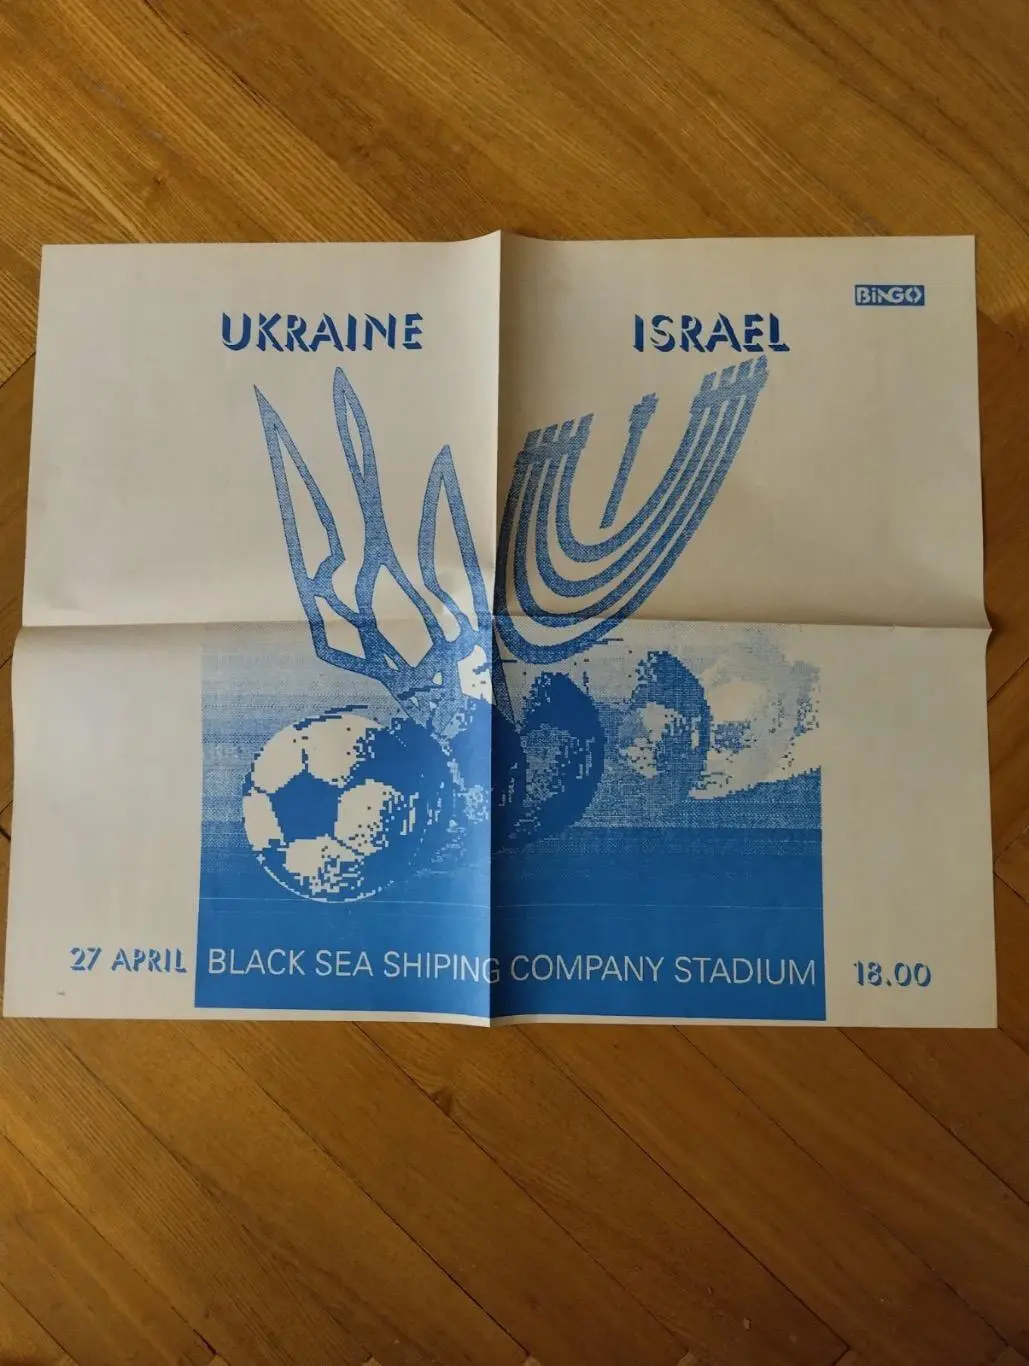 BiNGO
UKRAINE ISRAEL
27 APRIL BLACK SEA SHIPING COMPANY STADIUM 18.00